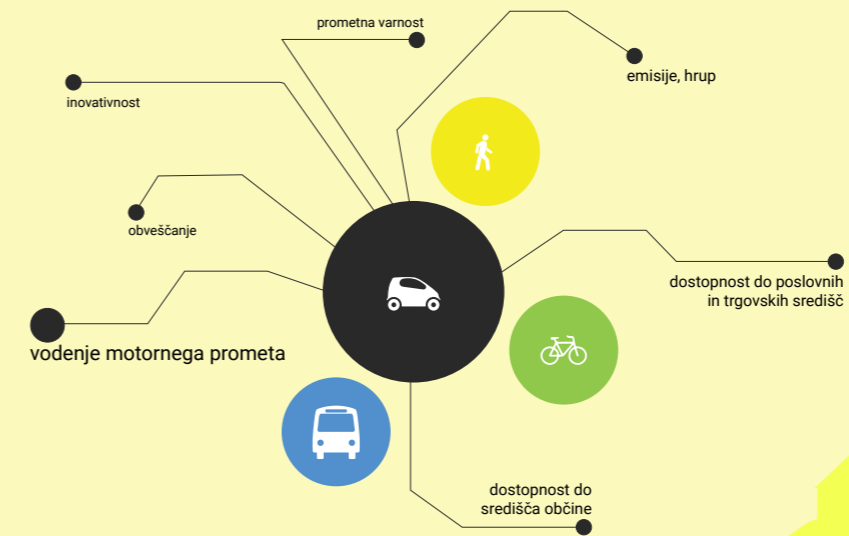 prometna varnost
emisije, hrup
inovativnost
obveščanje
dostopnost do poslovnih
in trgovskih središč
vodenje motornega prometa
dostopnost do
središča občine